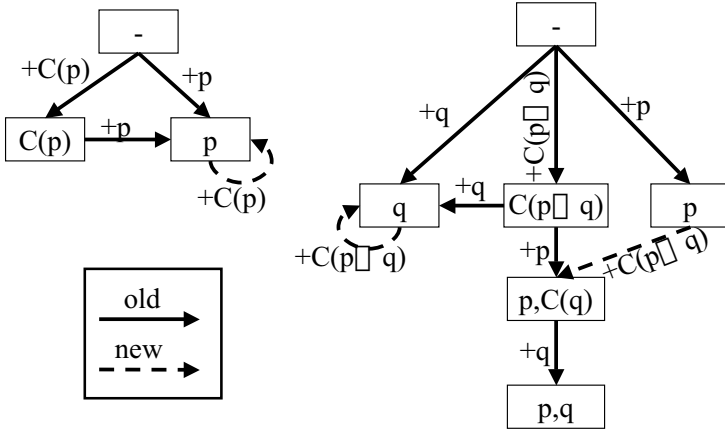 -
+C(p)
+p
C(p)
+p
p
+C(p)
old
new
-
+q
+C(p□ q)
+p
q
+q
C(p□ q)
p
+C(p□ q)
+p
+C(p□ q)
p,C(q)
+q
p,q